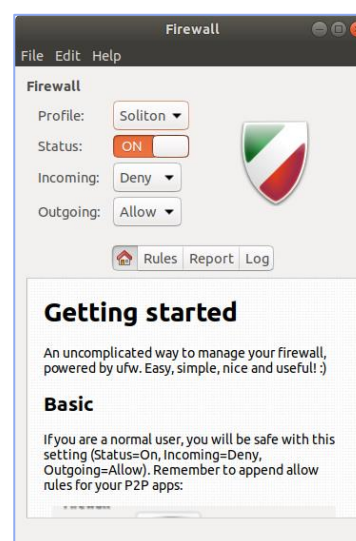 Firewall
File Edit Help
Firewall
Profile: Soliton
Status: ON
Incoming: Deny
Outgoing: Allow
Rules Report Log
Getting started
An uncomplicated way to manage your firewall,
powered by ufw. Easy, simple, nice and useful! :)
Basic
If you are a normal user, you will be safe with this
setting (Status=On, Incoming=Deny,
Outgoing=Allow). Remember to append allow
rules for your P2P apps: